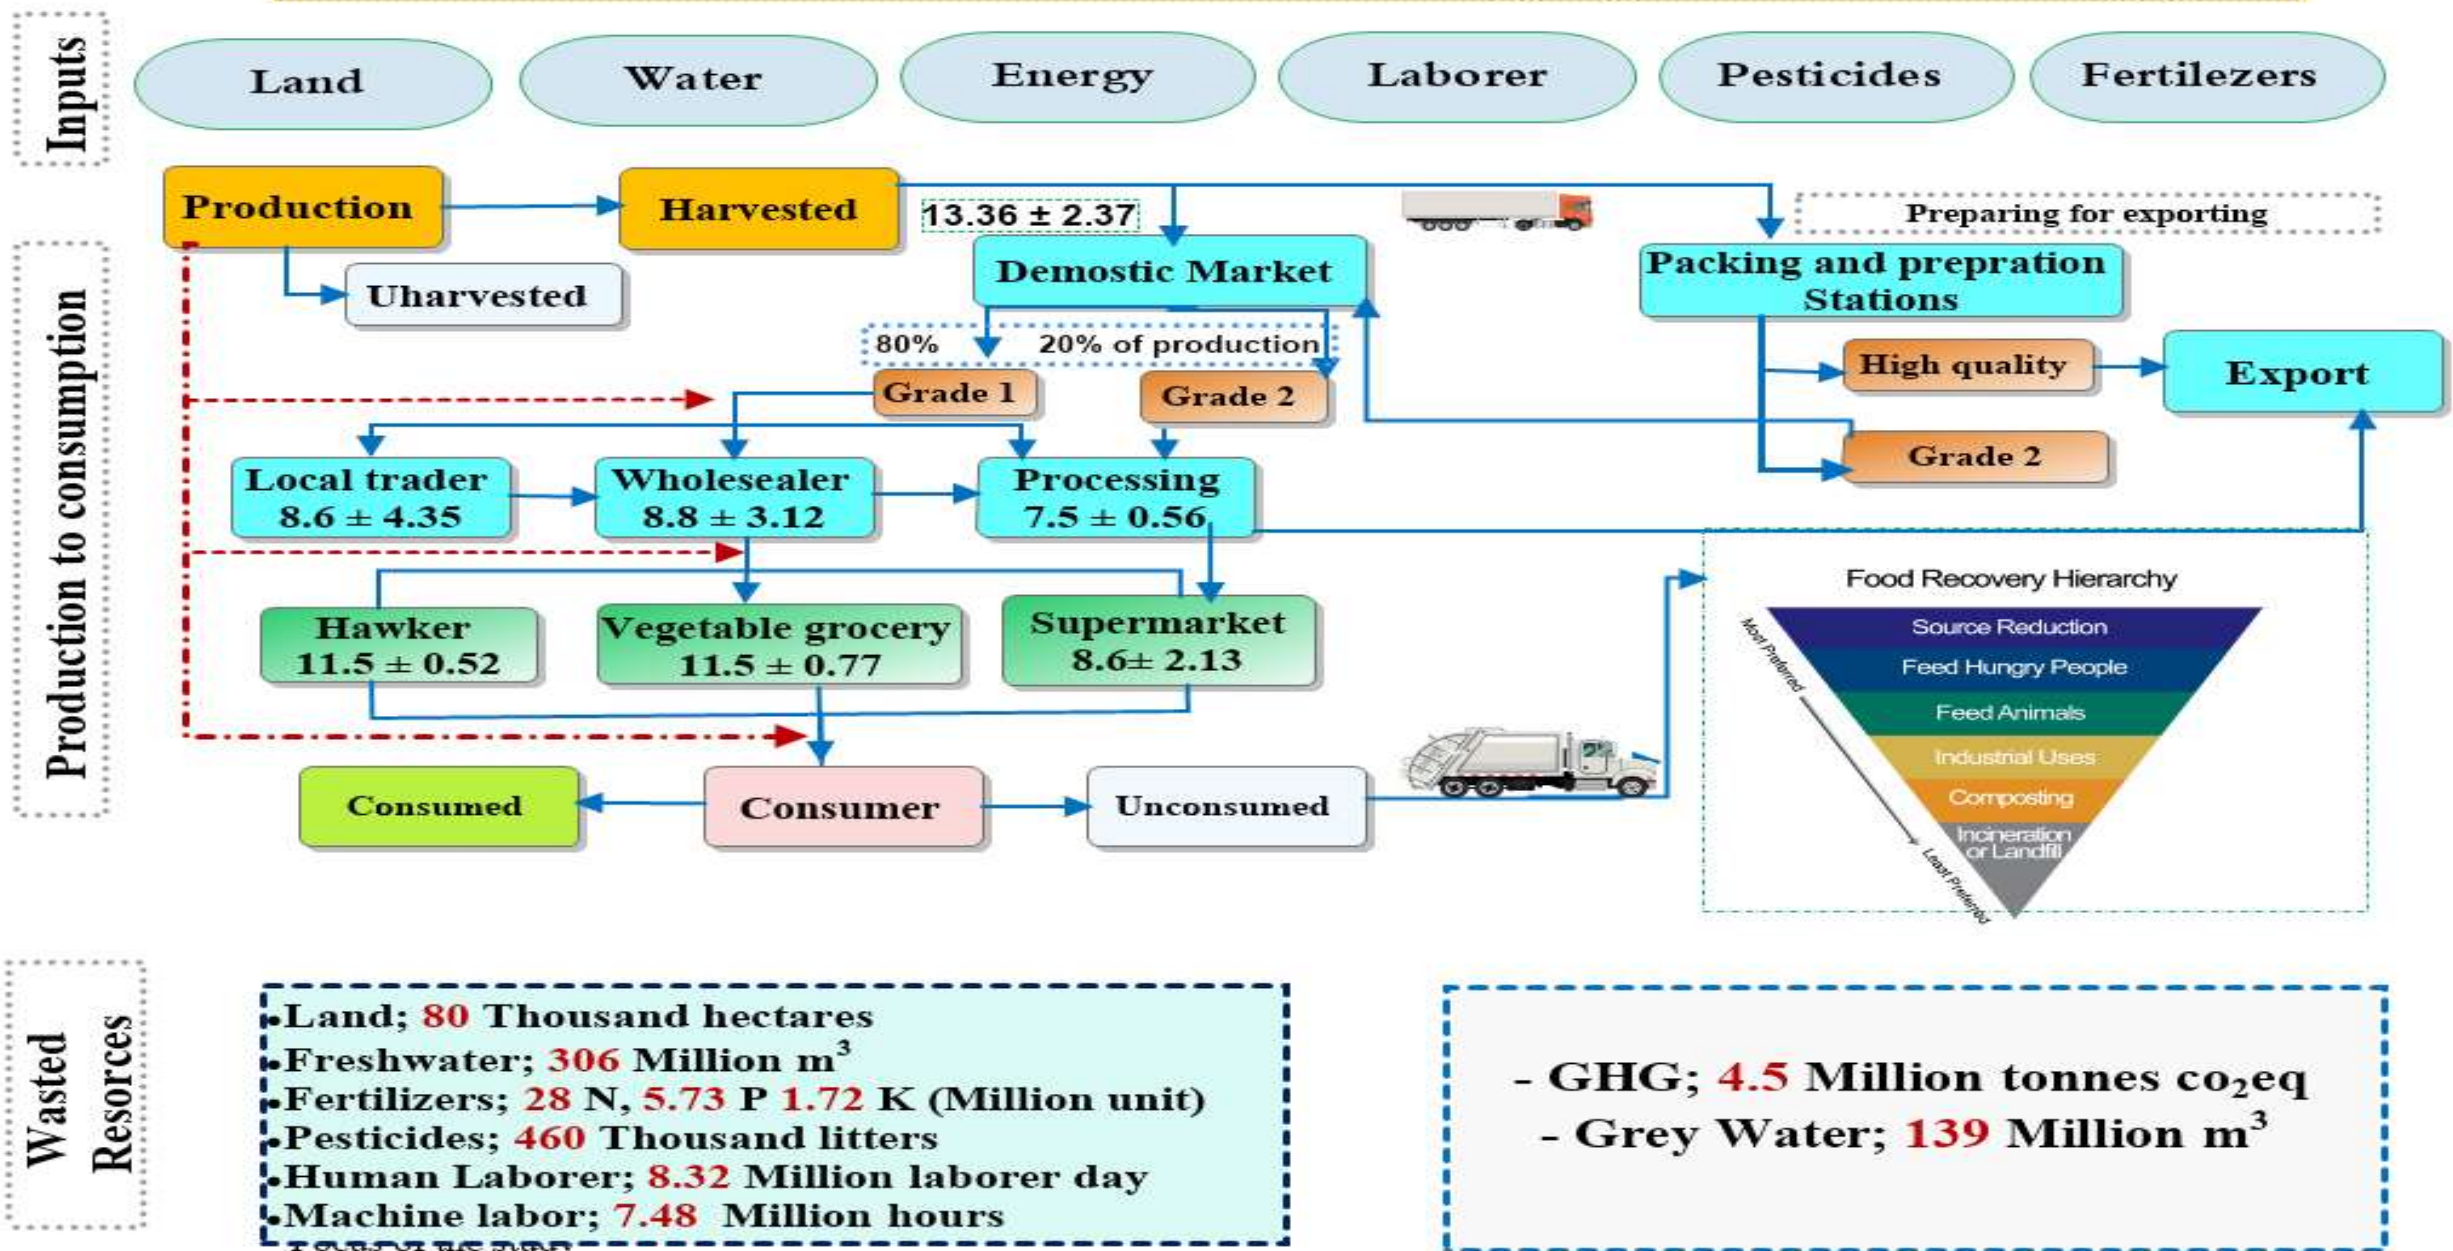 Inputs
Land
Water
Energy
Laborer
Pesticides
Fertilezers
Production to consumption
Production
Harvested
13.36 ± 2.37
Preparing for exporting
Uharvested
Demostic Market
Packing and prepration
Stations
80%
20% of production
High quality
Export
Grade 1
Grade 2
Grade 2
Local trader
8.6 ± 4.35
Wholesealer
8.8 ± 3.12
Processing
7.5 ± 0.56
Hawker
11.5 ± 0.52
Vegetable grocery
11.5 ± 0.77
Supermarket
8.6± 2.13
Food Recovery Hierarchy
Source Reduction
Feed Hungry People
Feed Animals
Industrial Uses
Composting
Incineration
or Landfill
Most Preferred
Least Preferred
Consumed
Consumer
Unconsumed
Wasted
Resorces
•Land; 80 Thousand hectares
•Freshwater; 306 Million m³
•Fertilizers; 28 N, 5.73 P 1.72 K (Million unit)
•Pesticides; 460 Thousand litters
•Human Laborer; 8.32 Million laborer day
•Machine labor; 7.48 Million hours
- GHG; 4.5 Million tonnes co₂eq
- Grey Water; 139 Million m³